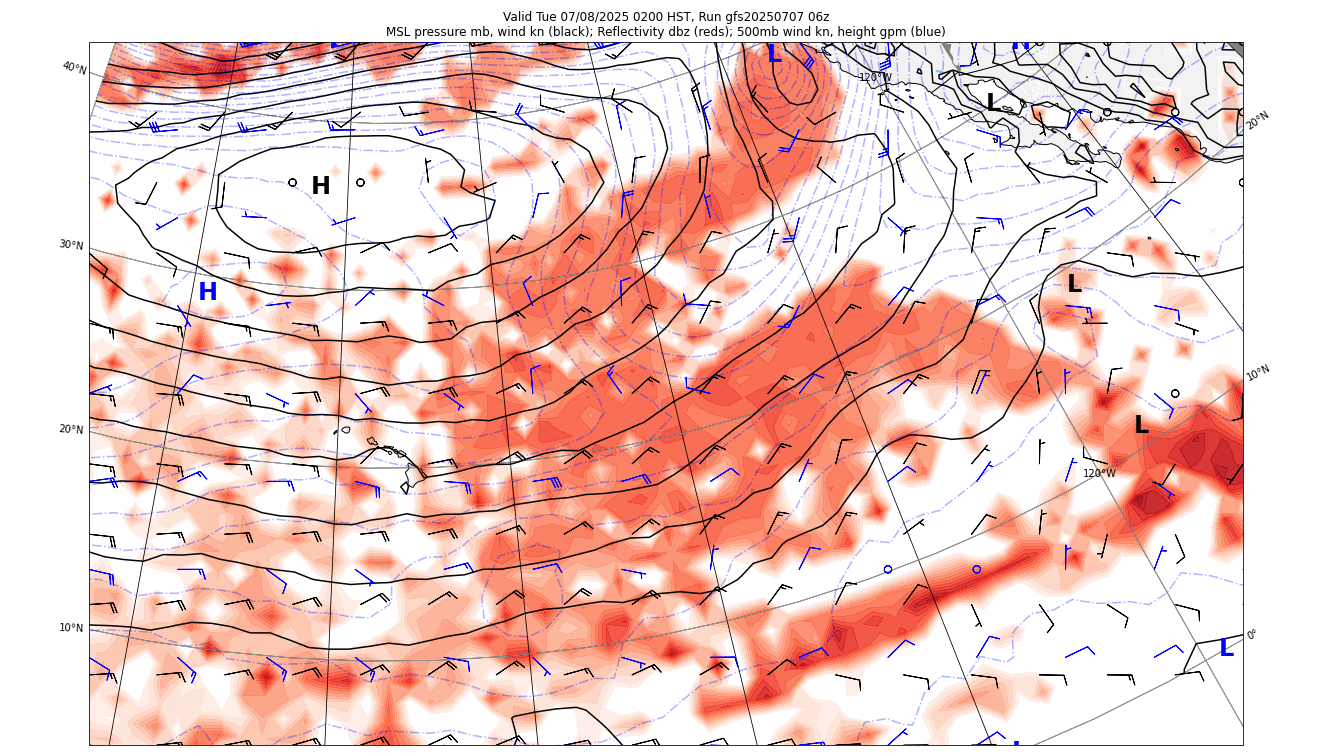 Valid Tue 07/08/2025 0200 HST, Run gfs20250707 06z
MSL pressure mb, wind kn (black); Reflectivity dbz (reds); 500mb wind kn, height gpm (blue)
L
40°N
120°W
L
20°N
H
30°N
H
L
10°N
20°N
L
120°W
10°N
0°
L